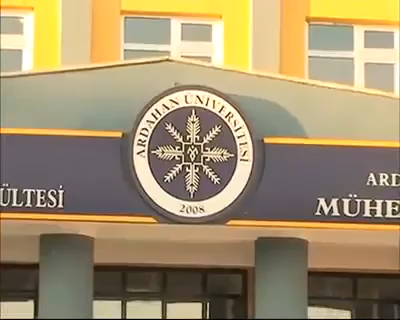 ARDAHAN ÜNİVERSİTESİ
2008
ÜLTESİ
ARD
MÜHE